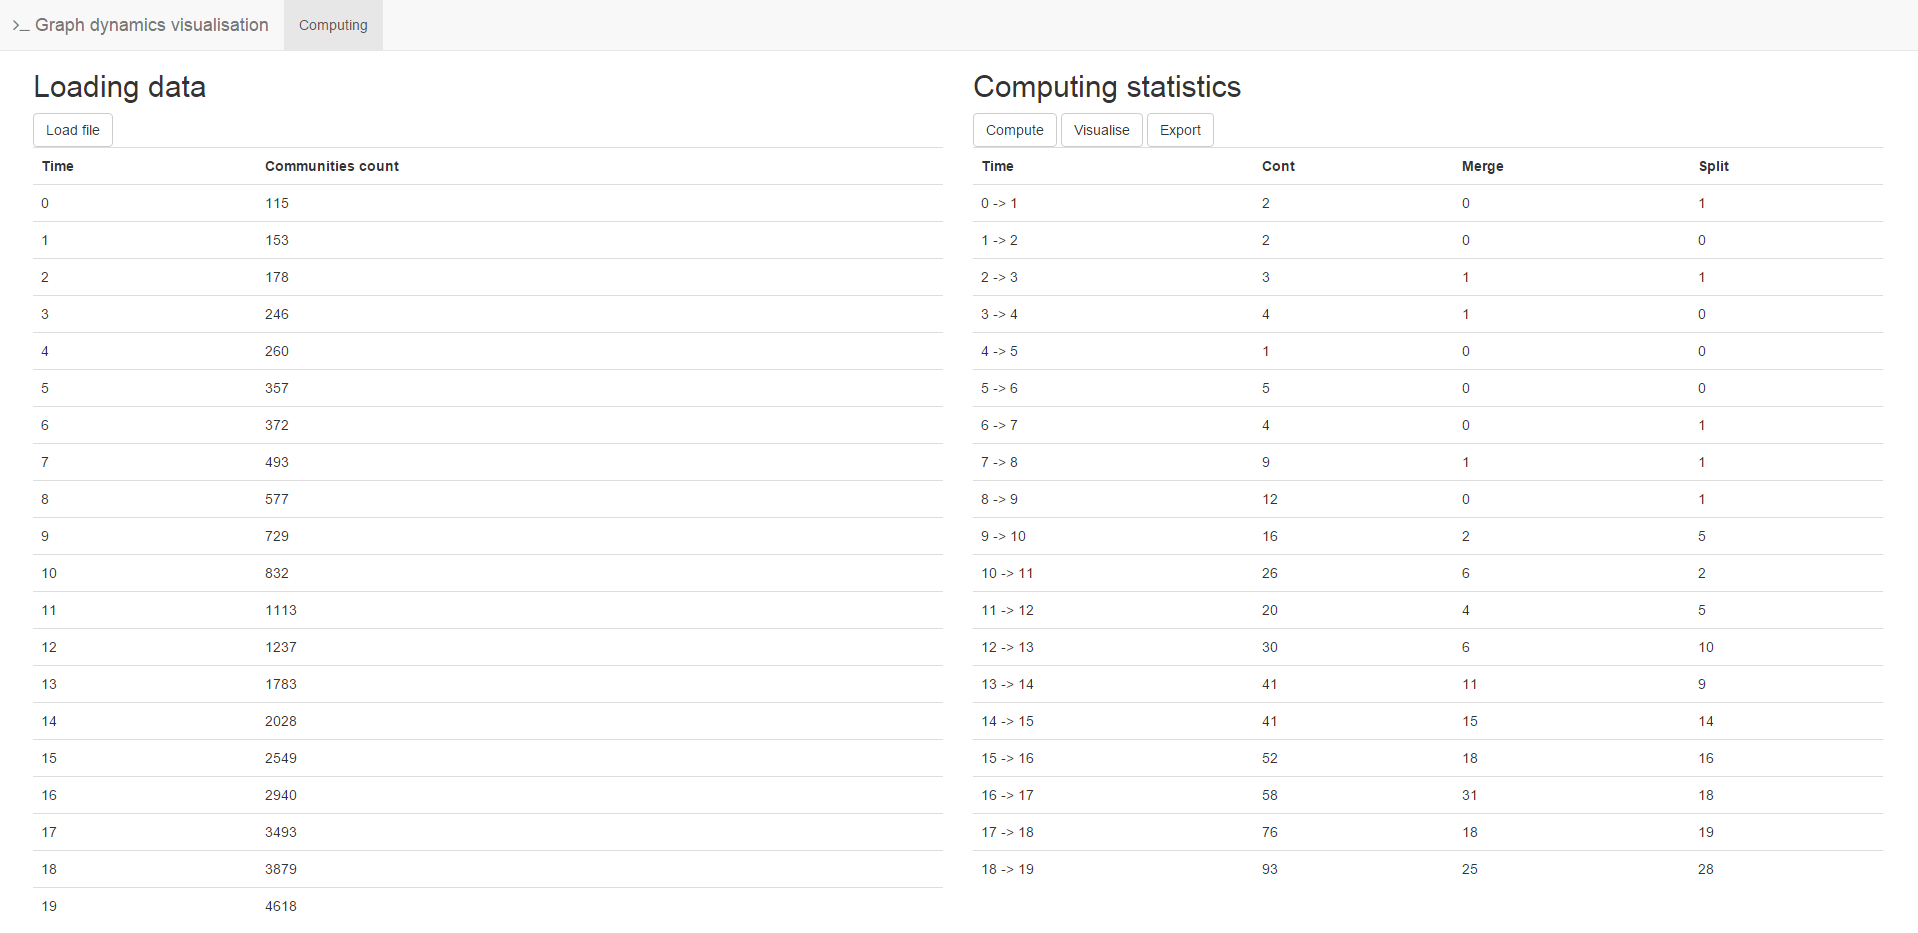 >_ Graph dynamics visualisation Computing
Loading data
Load file
Time Communities count
0 115
1 153
2 178
3 246
4 260
5 357
6 372
7 493
8 577
9 729
10 832
11 1113
12 1237
13 1783
14 2028
15 2549
16 2940
17 3493
18 3879
19 4618
Computing statistics
Compute Visualise Export
Time Cont Merge Split
0 -> 1 2 0 1
1 -> 2 2 0 0
2 -> 3 3 1 1
3 -> 4 4 1 0
4 -> 5 1 0 0
5 -> 6 5 0 0
6 -> 7 4 0 1
7 -> 8 9 1 1
8 -> 9 12 0 1
9 -> 10 16 2 5
10 -> 11 26 6 2
11 -> 12 20 4 5
12 -> 13 30 6 10
13 -> 14 41 11 9
14 -> 15 41 15 14
15 -> 16 52 18 16
16 -> 17 58 31 18
17 -> 18 76 18 19
18 -> 19 93 25 28